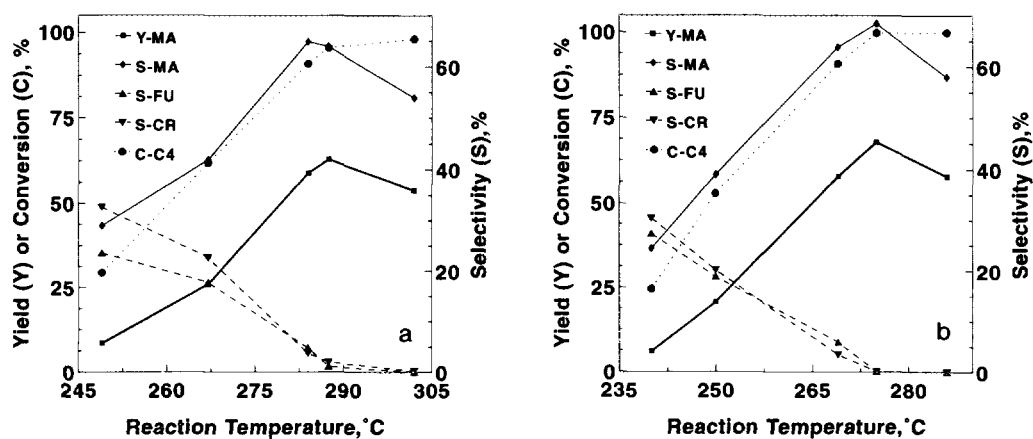 100
75
50
25
0
Yield (Y) or Conversion (C), %
Y-MA
S-MA
S-FU
S-CR
C-C4
a
60
40
20
0
Selectivity (S),%
245
260
275
290
305
Reaction Temperature,°C
100
75
50
25
0
Yield (Y) or Conversion (C), %
Y-MA
S-MA
S-FU
S-CR
C-C4
b
60
40
20
0
Selectivity (S),%
235
250
265
280
Reaction Temperature,°C